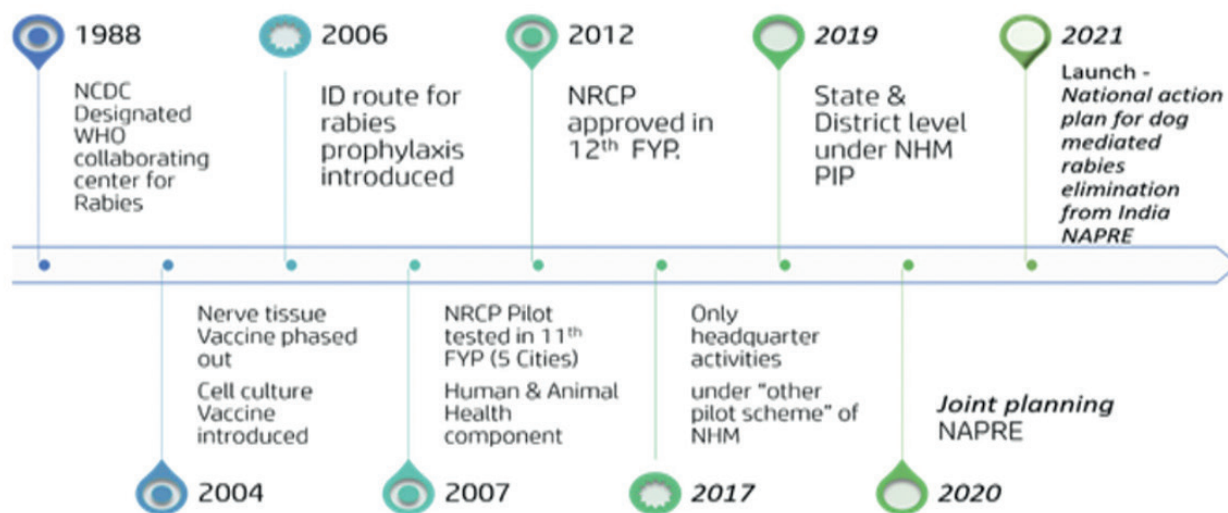 1988
NCDC
Designated
WHO
collaborating
center for
Rabies
2006
ID route for
rabies
prophylaxis
introduced
2012
NRCP
approved in
12th FYP.
2019
State &
District level
under NHM
PIP
2021
Launch -
National action
plan for dog
mediated
rabies
elimination
from India
NAPRE
Nerve tissue
Vaccine phased
out
Cell culture
Vaccine
introduced
2004
NRCP Pilot
tested in 11th
FYP (5 Cities)
Human & Animal
Health
component
2007
Only
headquarter
activities
under "other
pilot scheme" of
NHM
2017
Joint planning
NAPRE
2020